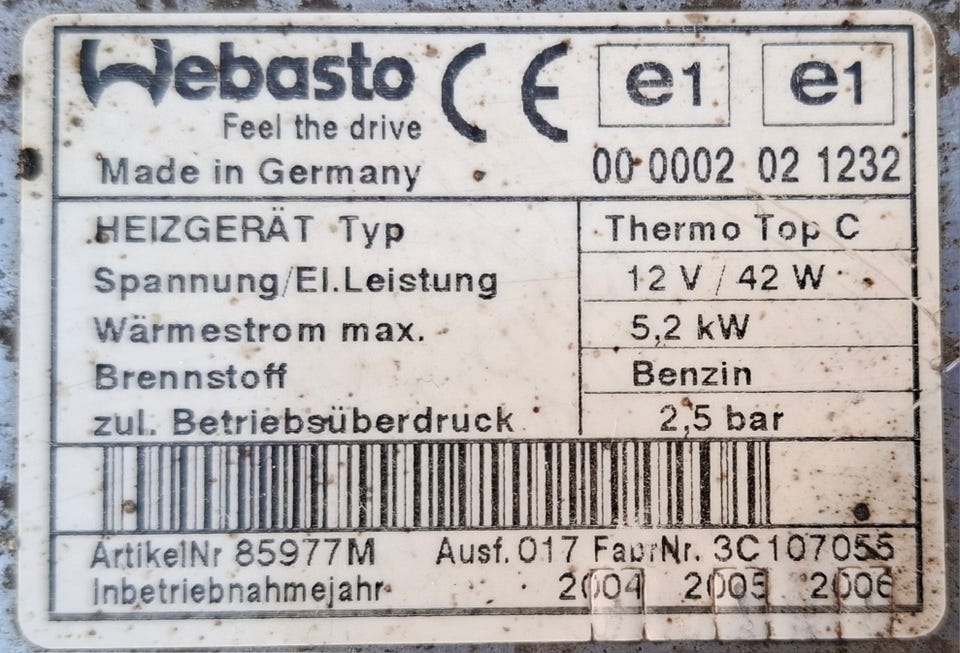 Webasto
Feel the drive
Made in Germany
CE
e1 e1
00 0002 02 1232
HEIZGERÄT Typ Thermo Top C
Spannung/El.Leistung 12 V / 42 W
Wärmestrom max. 5,2 kW
Brennstoff Benzin
zul. Betriebsüberdruck 2,5 bar
ArtikelNr 85977M Ausf. 017 FabrNr. 3C107055
Inbetriebnahmejahr 2004 2005 2006